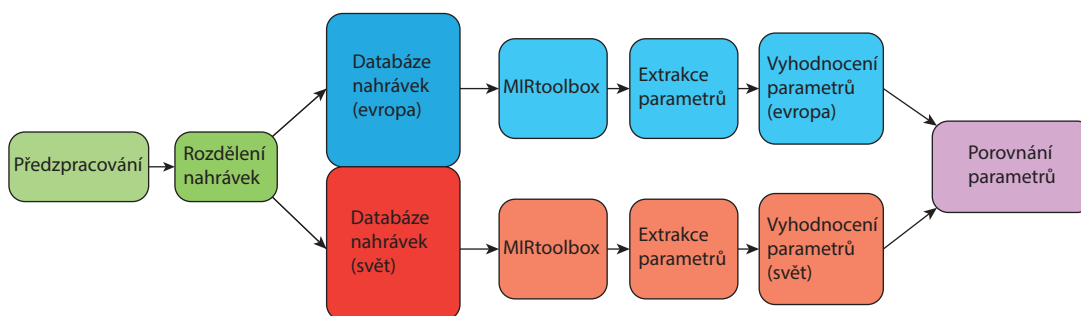 Předzpracování
Rozdělení
nahrávek
Databáze
nahrávek
(evropa)
MIRtoolbox
Extrakce
parametrů
Vyhodnocení
parametrů
(evropa)
Databáze
nahrávek
(svět)
MIRtoolbox
Extrakce
parametrů
Vyhodnocení
parametrů
(svět)
Porovnání
parametrů